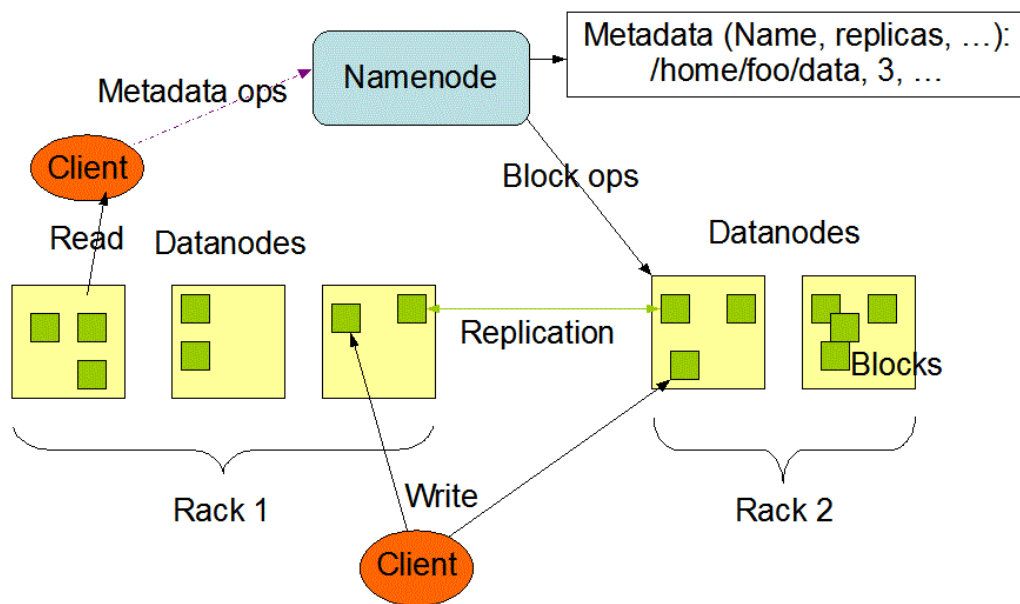 Metadata (Name, replicas, …):
/home/foo/data, 3, …
Namenode
Metadata ops
Client
Block ops
Read
Datanodes
Datanodes
Replication
Blocks
Rack 1
Write
Rack 2
Client